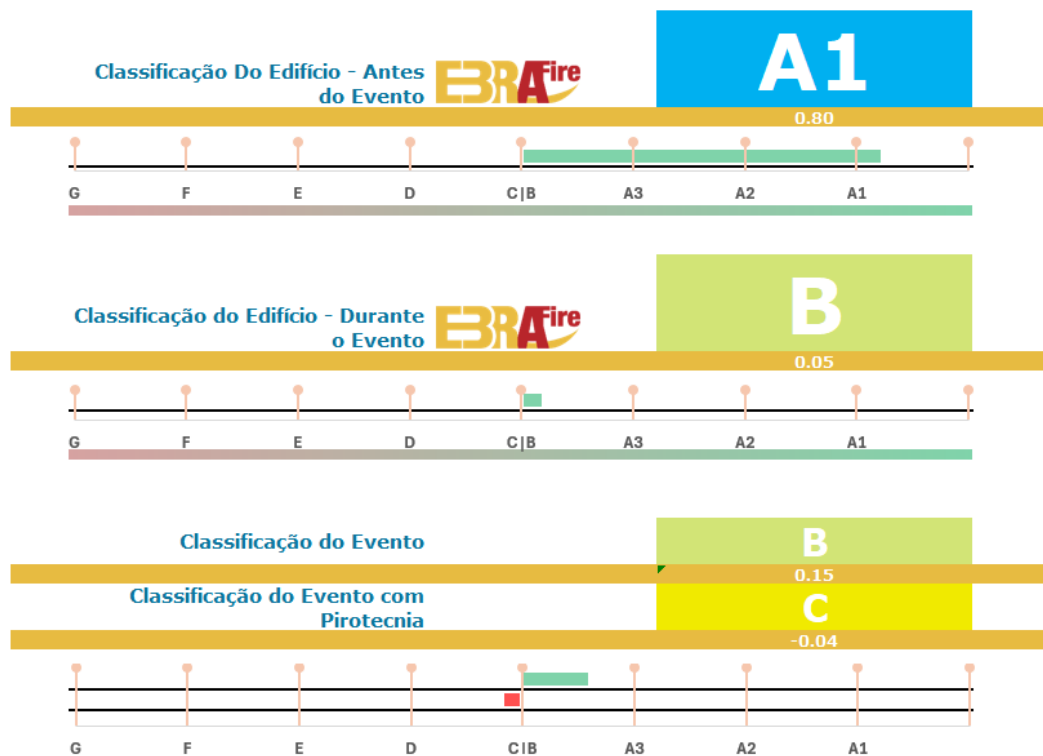 Classificação Do Edifício - Antes
do Evento
EBRAFire
A1
0.80
G F E D C|B A3 A2 A1
Classificação do Edifício - Durante
o Evento
EBRAFire
B
0.05
G F E D C|B A3 A2 A1
Classificação do Evento
B
0.15
Classificação do Evento com
Pirotecnia
C
-0.04
G F E D C|B A3 A2 A1